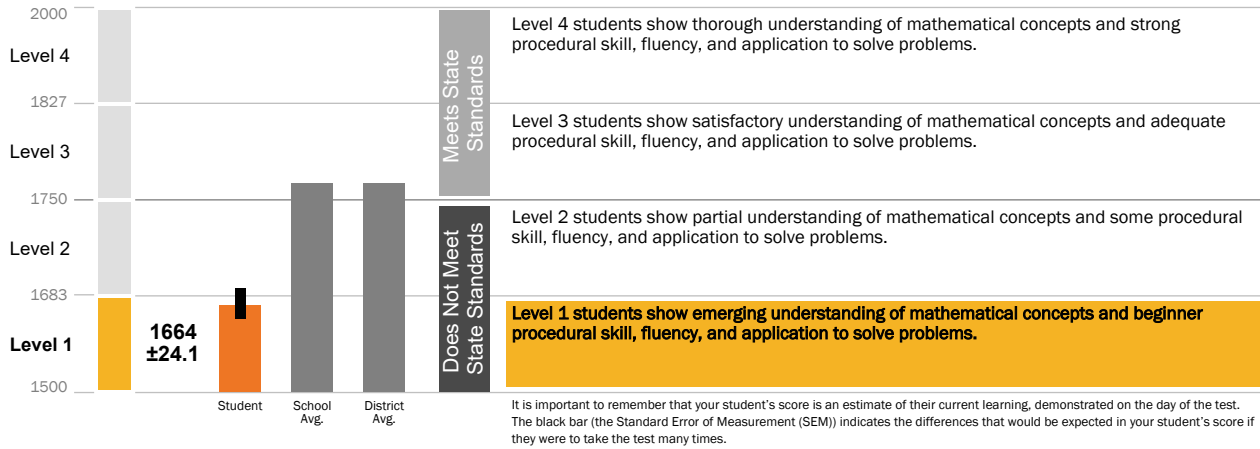 2000
Level 4
1827
Level 3
1750
Level 2
1683
Level 1
1500
1664
±24.1
Student
School
Avg.
District
Avg.
Meets State
Standards
Does Not Meet
State Standards
Level 4 students show thorough understanding of mathematical concepts and strong
procedural skill, fluency, and application to solve problems.
Level 3 students show satisfactory understanding of mathematical concepts and adequate
procedural skill, fluency, and application to solve problems.
Level 2 students show partial understanding of mathematical concepts and some procedural
skill, fluency, and application to solve problems.
Level 1 students show emerging understanding of mathematical concepts and beginner
procedural skill, fluency, and application to solve problems.
It is important to remember that your student's score is an estimate of their current learning, demonstrated on the day of the test.
The black bar (the Standard Error of Measurement (SEM)) indicates the differences that would be expected in your student's score if
they were to take the test many times.